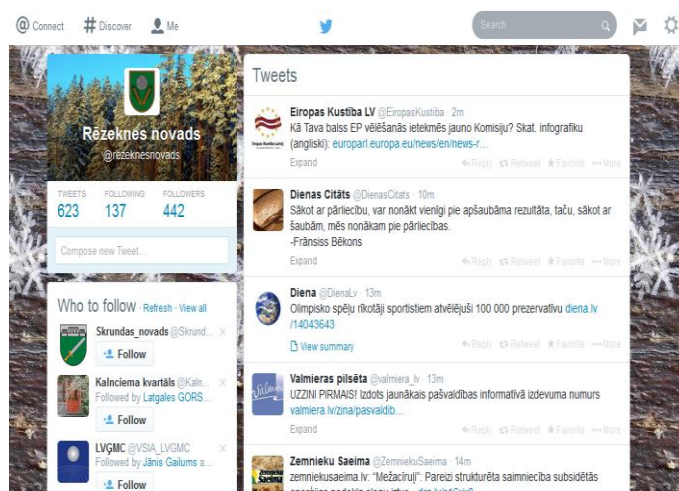 @ Connect # Discover Me
Search
Rēzeknes novads
@rezeknesnovads
TWEETS FOLLOWING FOLLOWERS
623 137 442
Compose new Tweet...
Who to follow · Refresh · View all
Skrundas_novads @Skrund... x
Follow
Kalnciema kvartāls @Kaln... x
Followed by Latgales GORS...
Follow
LVĢMC @VSIA_LVGMC x
Followed by Jānis Gailums a...
Follow
Tweets
Eiropas Kustība LV @EiropasKustiba · 2m
Kā Tava balss EP vēlēšanās ietekmēs jauno Komisiju? Skat. infografiku
(angliski): europarl.europa.eu/news/en/news-r...
Expand Reply Retweet Favorite More
Dienas Citāts @DienasCitats · 10m
Sākot ar pārliecību, var nonākt vienīgi pie apšaubāma rezultāta, taču, sākot ar
šaubām, mēs nonākam pie pārliecības.
-Frānsiss Bēkons
Expand Reply Retweet Favorite More
Diena @DienaLv · 13m
Olimpisko spēļu rīkotāji sportistiem atvēlējuši 100 000 prezervatīvu diena.lv
/14043643
View summary Reply Retweet Favorite More
Valmieras pilsēta @valmiera_lv · 13m
UZZINI PIRMAIS! Izdots jaunākais pašvaldības informatīvā izdevuma numurs
valmiera.lv/zina/pasvaldib...
Expand Reply Retweet Favorite More
Zemnieku Saeima @ZemniekuSaeima · 14m
zemniekusaeima.lv: "Mežacīruļi": Pareizi strukturēta saimniecība subsidētās